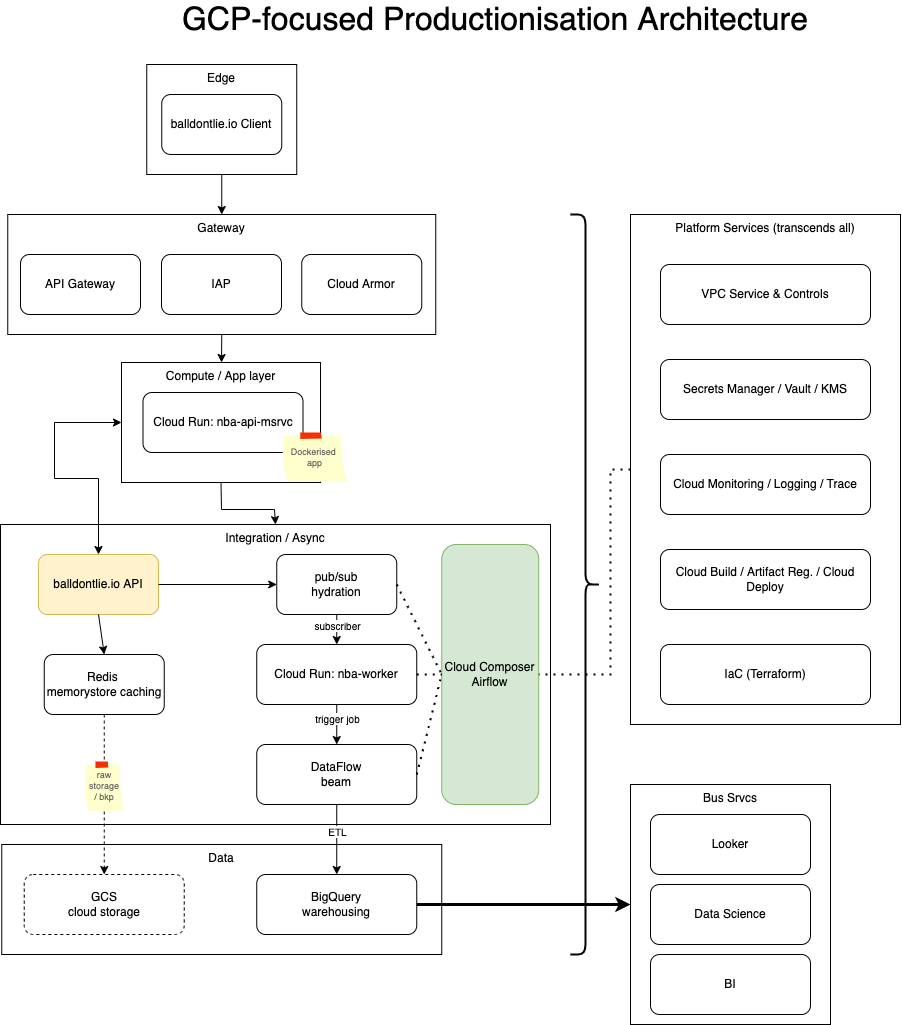 GCP-focused Productionisation Architecture
Edge
balldontlie.io Client
Gateway
API Gateway
IAP
Cloud Armor
Compute / App layer
Cloud Run: nba-api-msrvc
Dockerised
app
Integration / Async
balldontlie.io API
pub/sub
hydration
subscriber
Redis
memorystore caching
Cloud Run: nba-worker
Cloud Composer
Airflow
trigger job
raw
storage
/ bkp
DataFlow
beam
ETL
Data
GCS
cloud storage
BigQuery
warehousing
Platform Services (transcends all)
VPC Service & Controls
Secrets Manager / Vault / KMS
Cloud Monitoring / Logging / Trace
Cloud Build / Artifact Reg. / Cloud
Deploy
IaC (Terraform)
Bus Srvcs
Looker
Data Science
BI